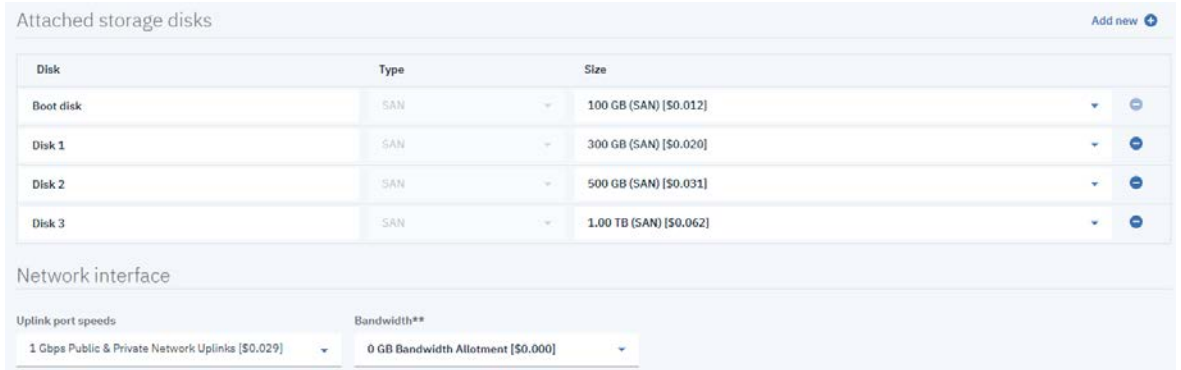 Attached storage disks Add new
Disk Type Size
Boot disk SAN 100 GB (SAN) [$0.012]
Disk 1 SAN 300 GB (SAN) [$0.020]
Disk 2 SAN 500 GB (SAN) [$0.031]
Disk 3 SAN 1.00 TB (SAN) [$0.062]
Network interface
Uplink port speeds Bandwidth**
1 Gbps Public & Private Network Uplinks [$0.029] 0 GB Bandwidth Allotment [$0.000]